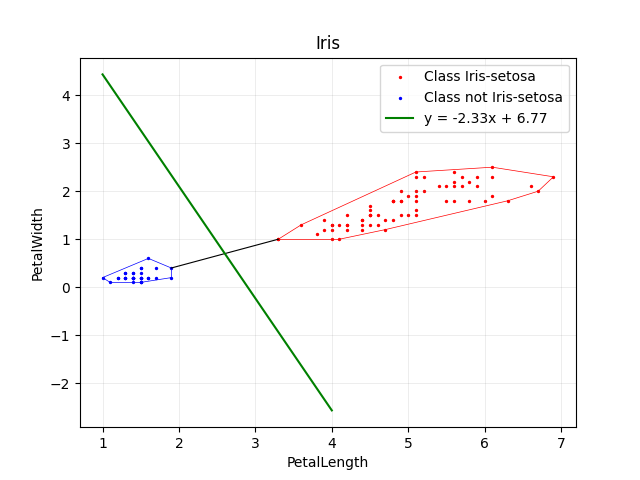 Iris
Class Iris-setosa
Class not Iris-setosa
y = -2.33x + 6.77
4
3
2
1
0
−1
−2
PetalWidth
1 2 3 4 5 6 7
PetalLength